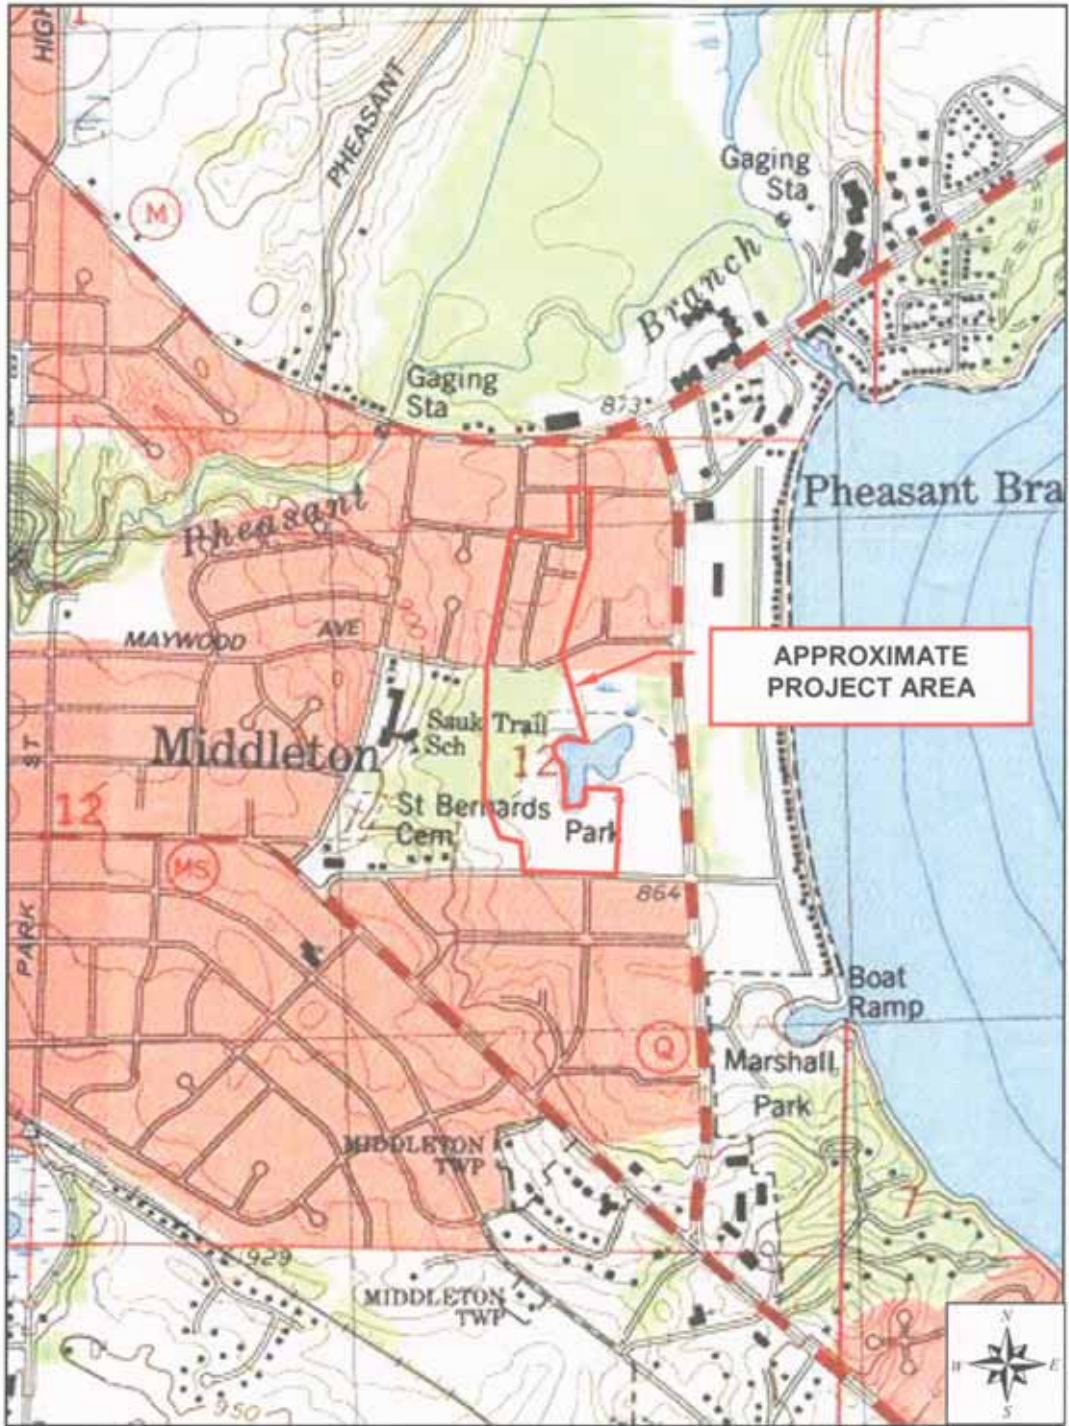 1
HIGH
PHEASANT
M
Gaging
Sta
Branch
Gaging
Sta
873
Pheasant Bra
Pheasant
MAYWOOD AVE
APPROXIMATE
PROJECT AREA
ST
Middleton
Sauk Trail
Sch
12
12
St Bernards
Cem
Park
MS
864
PARK
Boat
Ramp
Q
Marshall
Park
MIDDLETON
TWP
7
929
MIDDLETON
TWP
950
N
W
E
S